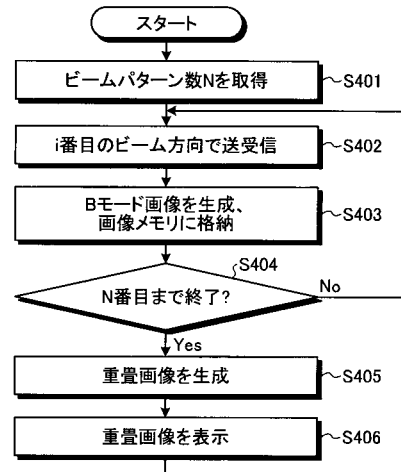 スタート
ビームパターン数Nを取得
S401
i番目のビーム方向で送受信
S402
Bモード画像を生成、
画像メモリに格納
S403
S404
N番目まで終了?
No
Yes
重畳画像を生成
S405
重畳画像を表示
S406